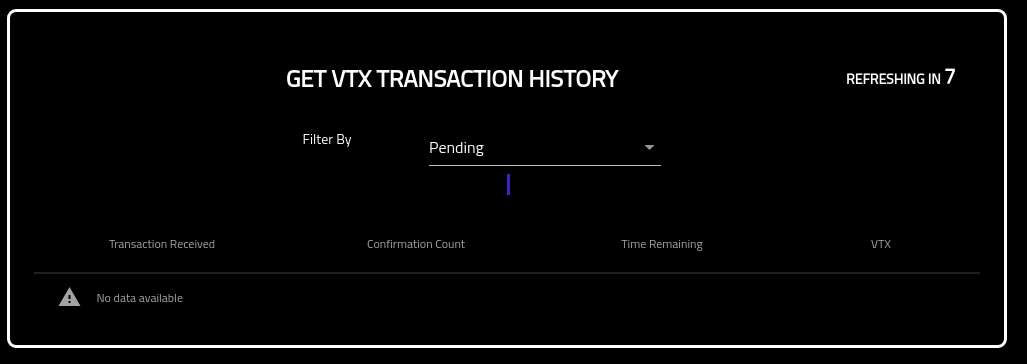 GET VTX TRANSACTION HISTORY
REFRESHING IN 7
Filter By
Pending
Transaction Received Confirmation Count Time Remaining VTX
No data available